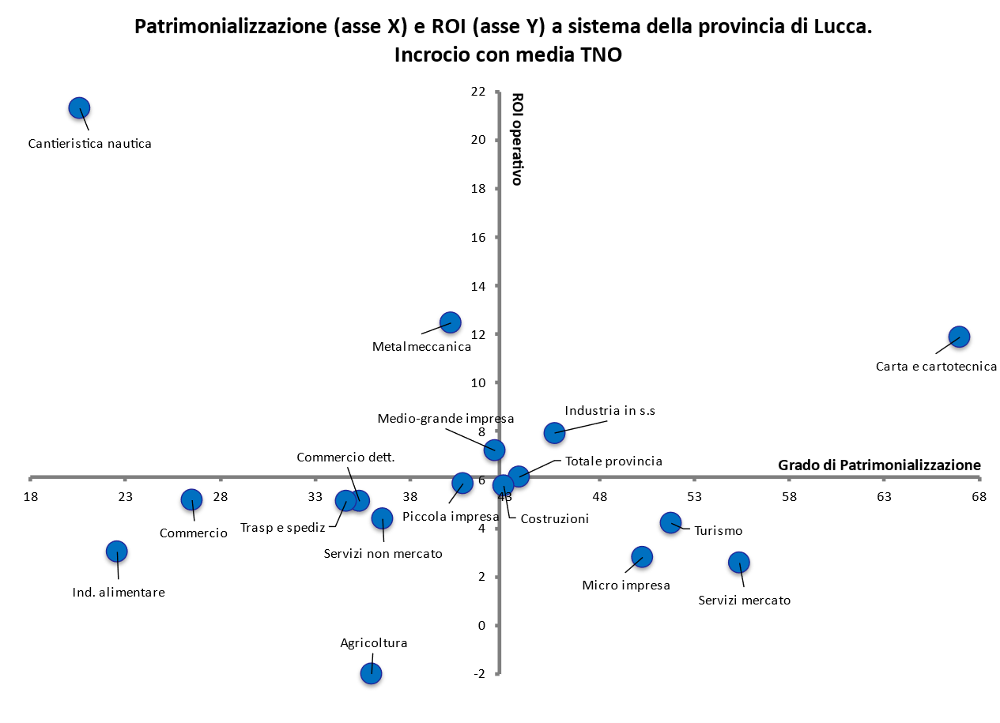 Patrimonializzazione (asse X) e ROI (asse Y) a sistema della provincia di Lucca.
Incrocio con media TNO
22
ROI operativo
Cantieristica nautica
20
18
16
14
12
Metalmeccanica
Carta e cartotecnica
10
Industria in s.s
Medio-grande impresa
8
Commercio dett.
Totale provincia
Grado di Patrimonializzazione
6
18 23 28 33 38 43 48 53 58 63 68
Piccola impresa
Costruzioni
Trasp e spediz
4
Turismo
Commercio
Servizi non mercato
2
Micro impresa
Ind. alimentare
Servizi mercato
0
Agricoltura
-2